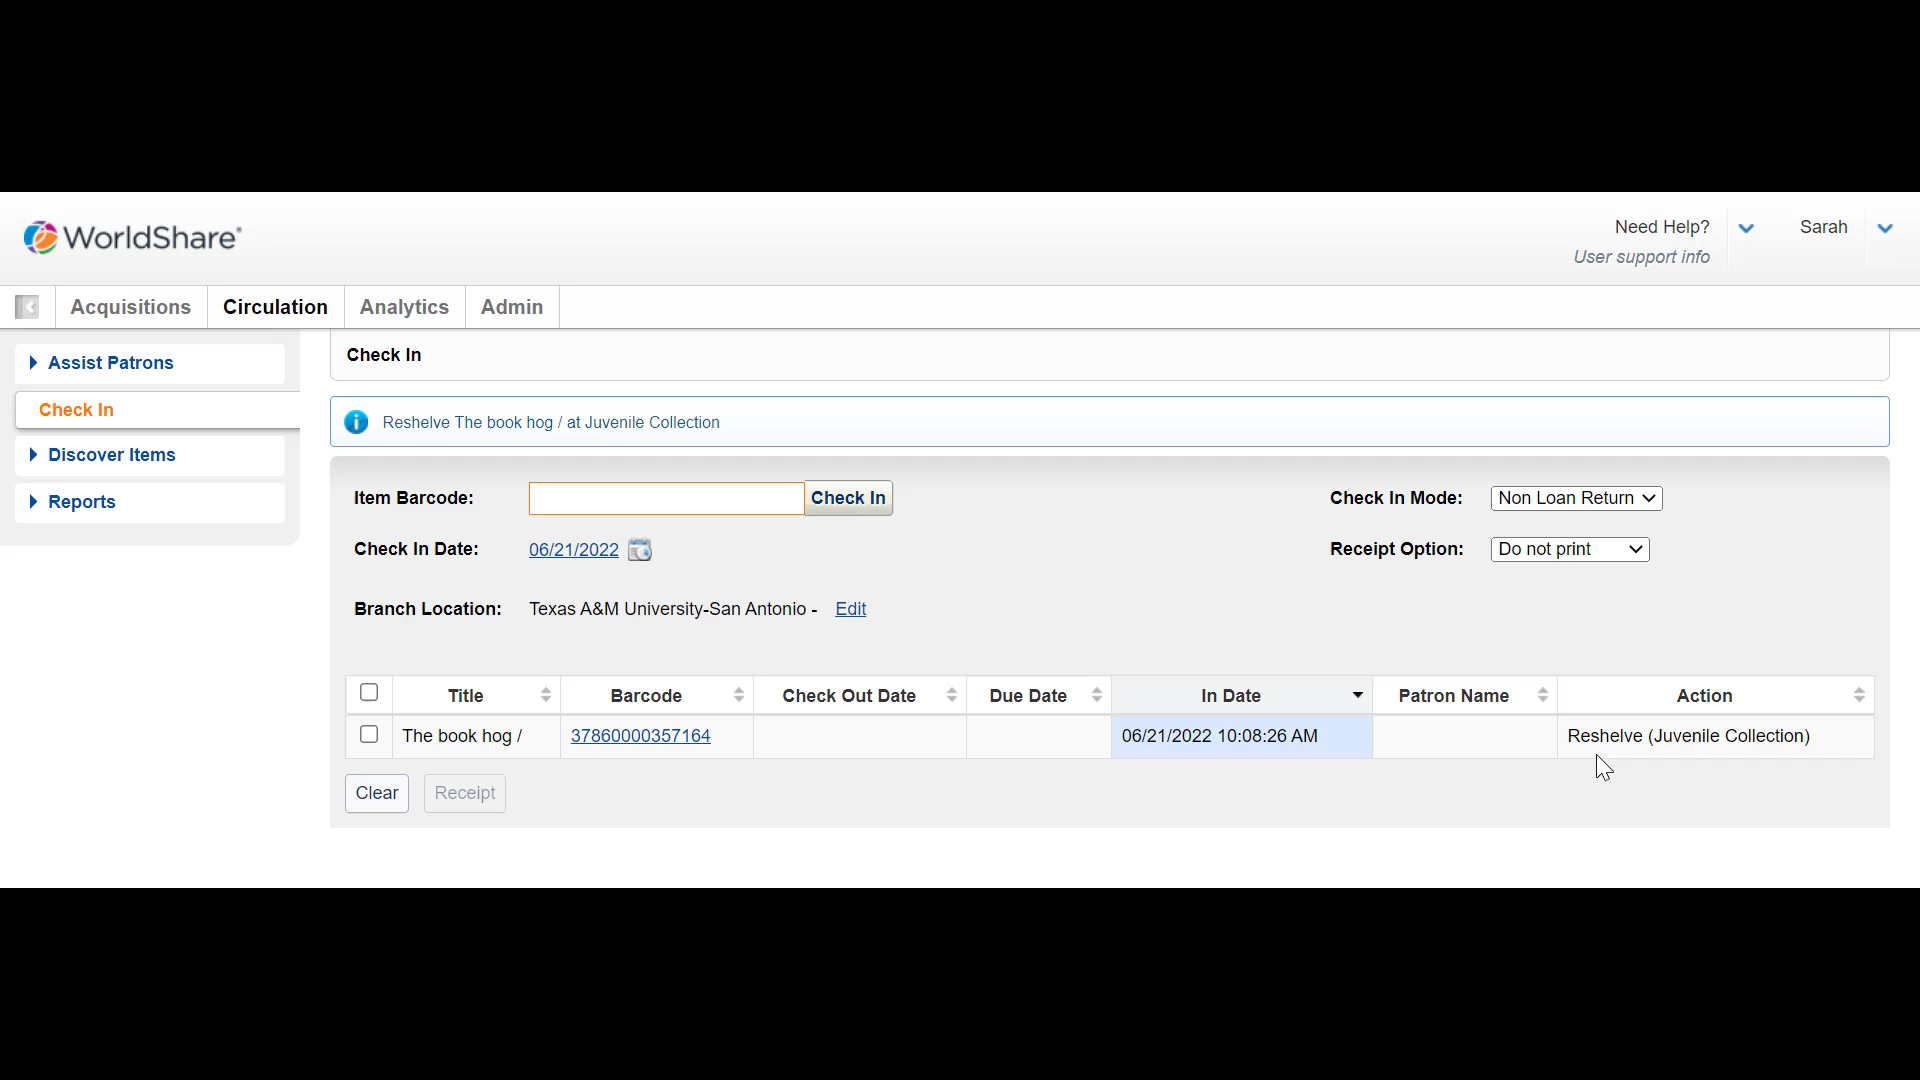 WorldShare®
Need Help?
Sarah
User support info
Acquisitions
Circulation
Analytics
Admin
Assist Patrons
Check In
Discover Items
Reports
Check In
Reshelve The book hog / at Juvenile Collection
Item Barcode:
Check In
Check In Mode:
Non Loan Return
Check In Date:
06/21/2022
Receipt Option:
Do not print
Branch Location:
Texas A&M University-San Antonio -
Edit
Title
Barcode
Check Out Date
Due Date
In Date
Patron Name
Action
The book hog /
37860000357164
06/21/2022 10:08:26 AM
Reshelve (Juvenile Collection)
Clear
Receipt